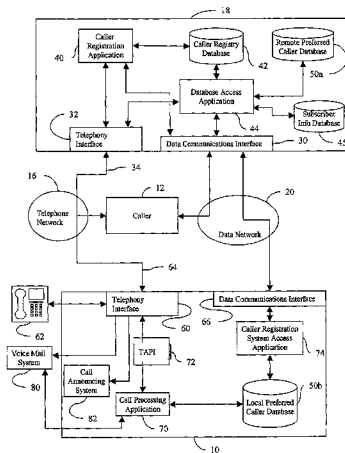 18
Caller
Registration
Application
40
Caller Registry
Database
42
Remote Preferred
Caller Database
50a
Database Access
Application
44
Subscriber
Info Database
45
32
Telephony
Interface
Data Communications Interface
30
34
16
12
20
Telephone
Network
Caller
Data Network
64
62
Telephony
Interface
60
66
Data Communications Interface
Voice Mail
System
80
TAPI
72
Caller Registration
System Access
Application
74
Call
Announcing
System
82
Call Processing
Application
70
50b
Local Preferred
Caller Database
10